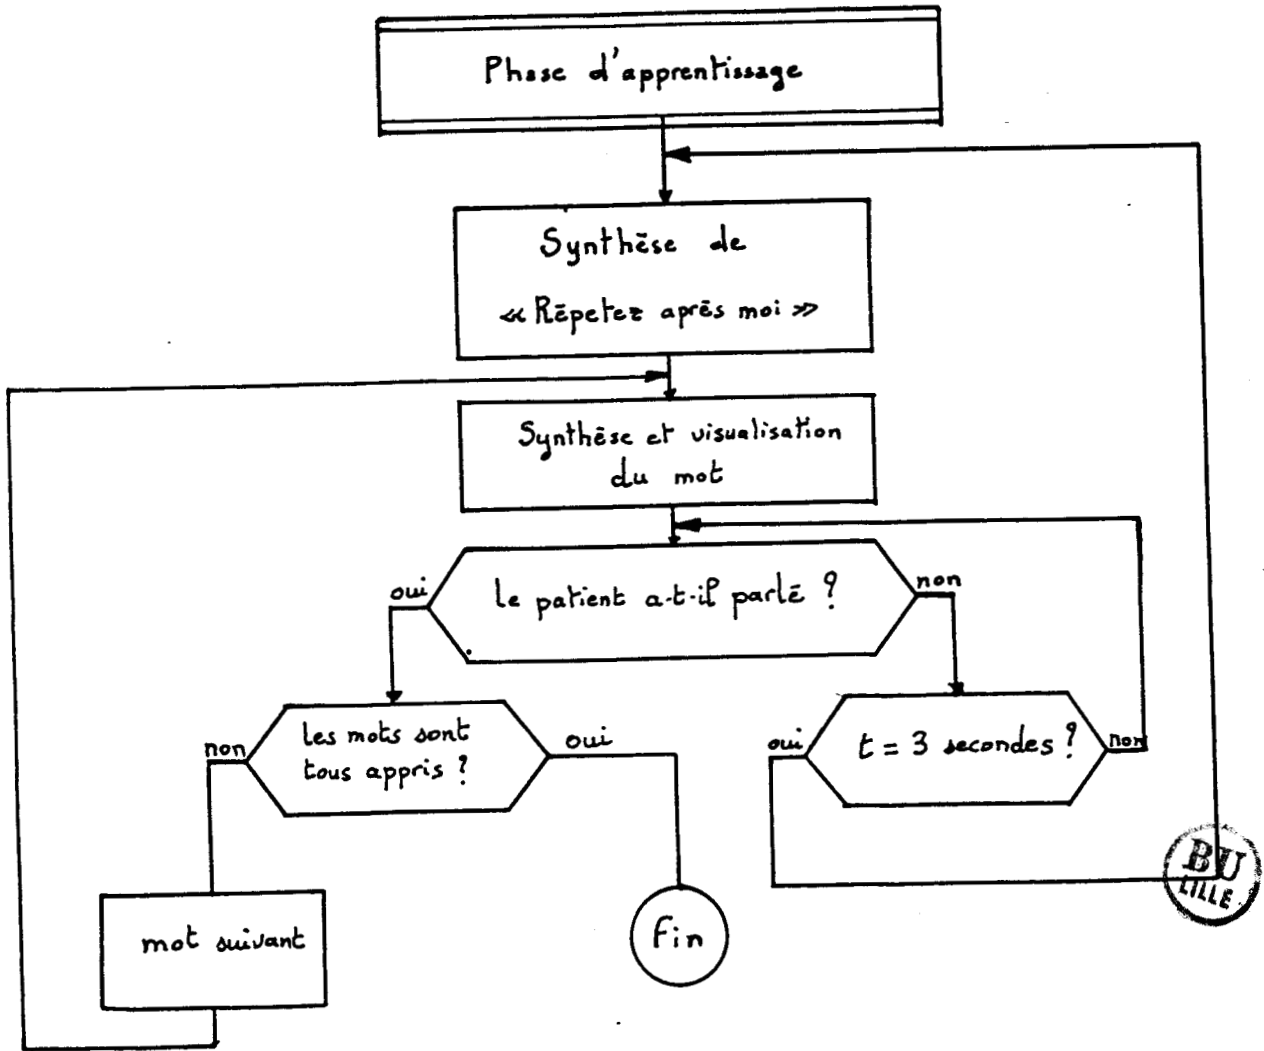 Phase d'apprentissage
Synthèse de
« Répetez après moi »
Synthèse et visualisation
du mot
le patient a-t-il parlé ?
oui
non
les mots sont
tous appris ?
non
oui
t = 3 secondes ?
oui
non
mot suivant
Fin
BU
LILLE